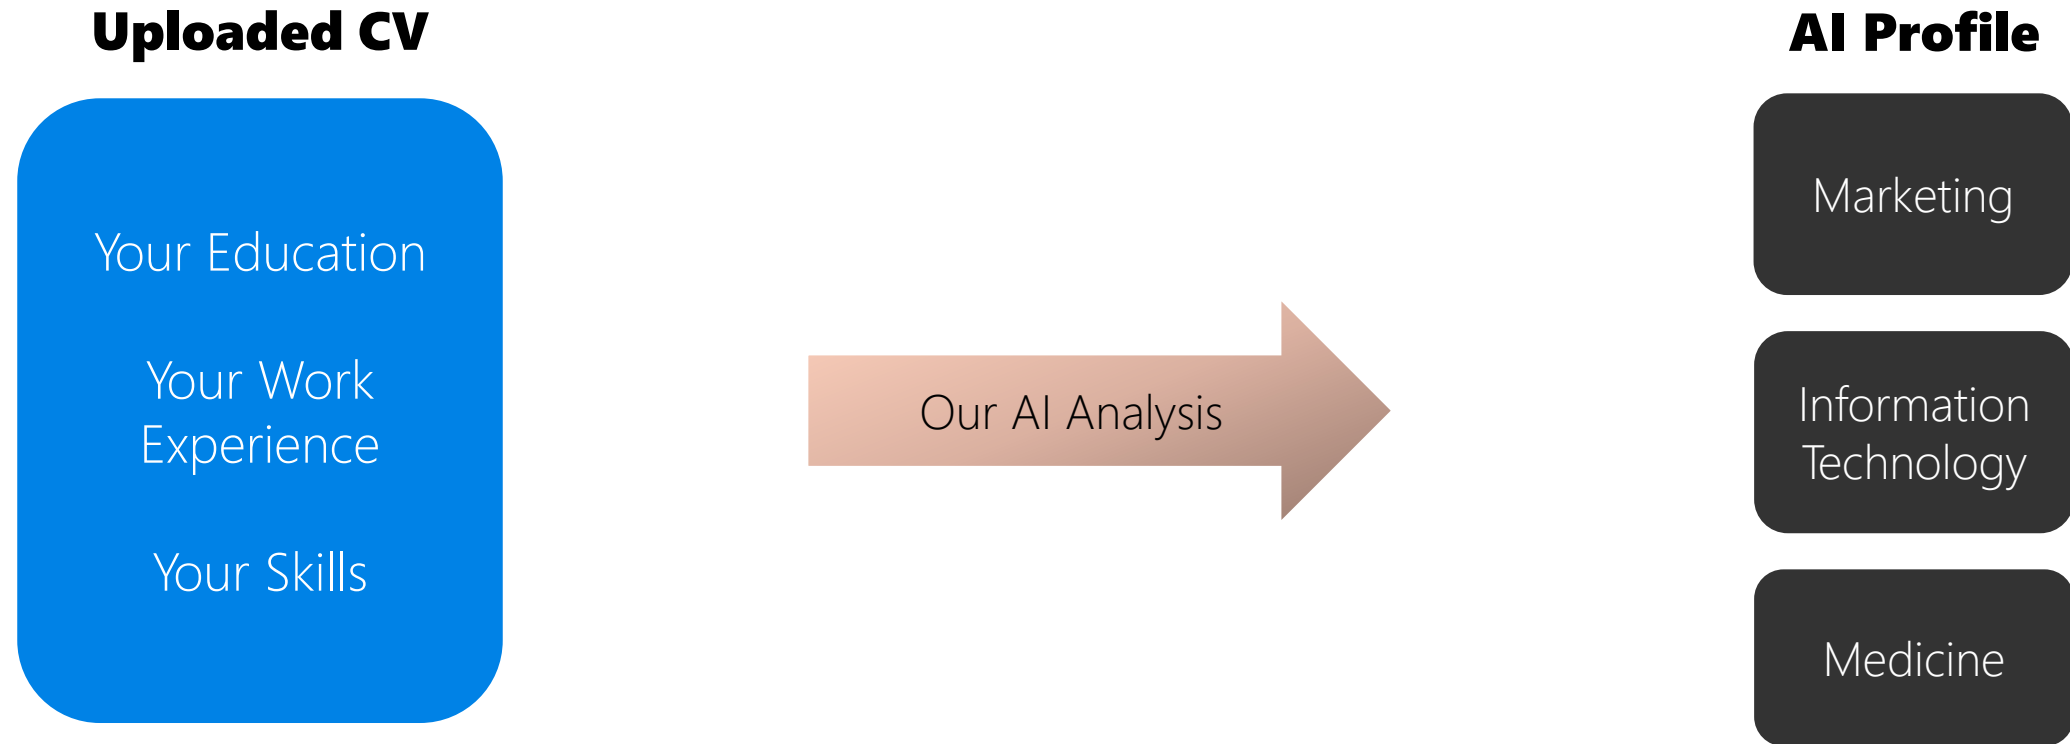 Uploaded CV
Your Education
Your Work
Experience
Your Skills
Our AI Analysis
AI Profile
Marketing
Information
Technology
Medicine